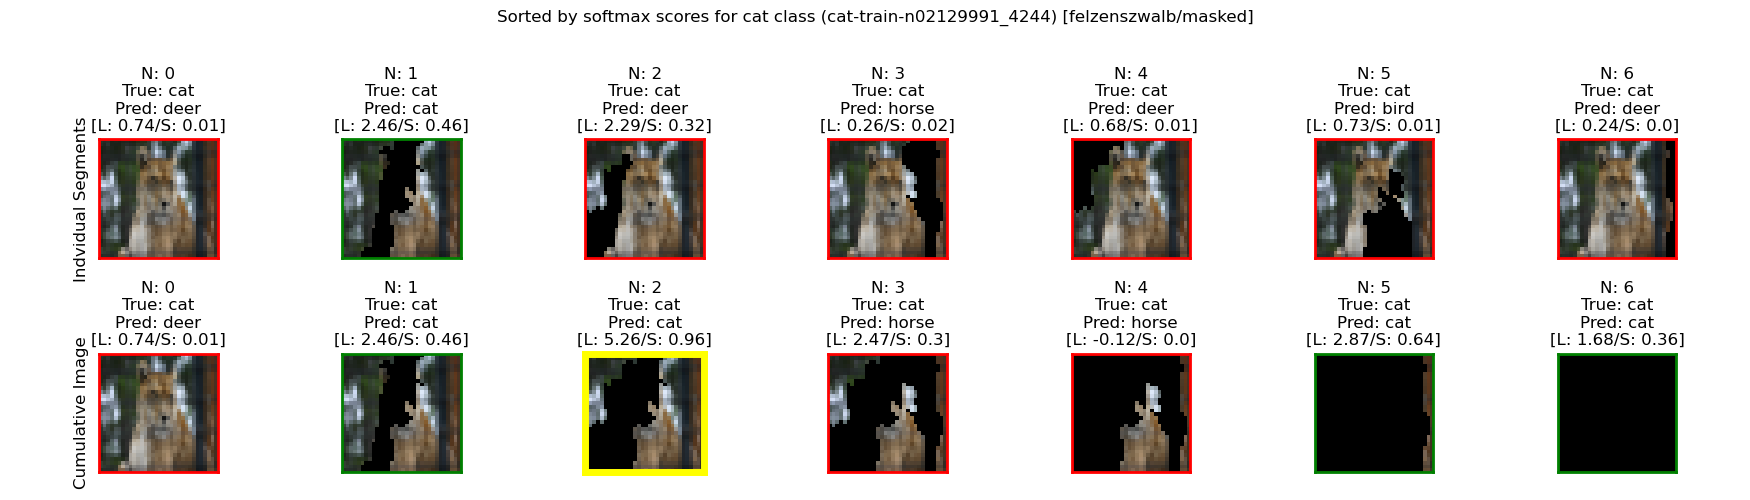 Sorted by softmax scores for cat class (cat-train-n02129991_4244) [felzenszwalb/masked]
Indvidual Segments
N: 0
True: cat
Pred: deer
[L: 0.74/S: 0.01]
N: 1
True: cat
Pred: cat
[L: 2.46/S: 0.46]
N: 2
True: cat
Pred: deer
[L: 2.29/S: 0.32]
N: 3
True: cat
Pred: horse
[L: 0.26/S: 0.02]
N: 4
True: cat
Pred: deer
[L: 0.68/S: 0.01]
N: 5
True: cat
Pred: bird
[L: 0.73/S: 0.01]
N: 6
True: cat
Pred: deer
[L: 0.24/S: 0.0]
Cumulative Image
N: 0
True: cat
Pred: deer
[L: 0.74/S: 0.01]
N: 1
True: cat
Pred: cat
[L: 2.46/S: 0.46]
N: 2
True: cat
Pred: cat
[L: 5.26/S: 0.96]
N: 3
True: cat
Pred: horse
[L: 2.47/S: 0.3]
N: 4
True: cat
Pred: horse
[L: -0.12/S: 0.0]
N: 5
True: cat
Pred: cat
[L: 2.87/S: 0.64]
N: 6
True: cat
Pred: cat
[L: 1.68/S: 0.36]